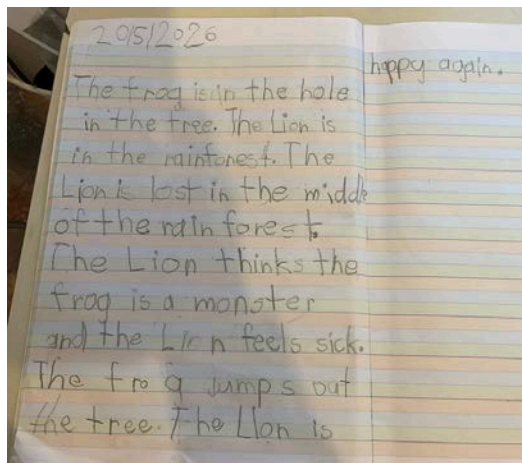 20/5/2026
The frog is in the hole
in the tree. The Lion is
in the rainforest. The
Lion is lost in the middle
of the rain forest.
The Lion thinks the
frog is a monster
and the Lion feels sick.
The frog Jumps out
the tree. The Lion is
happy again.